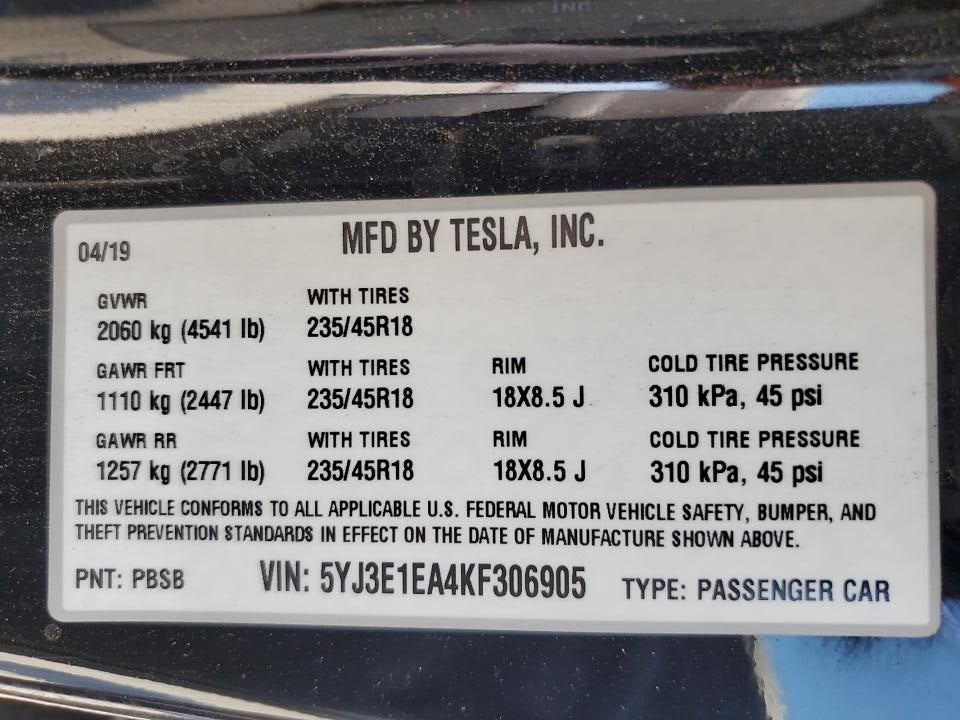 04/19 MFD BY TESLA, INC.
GVWR WITH TIRES
2060 kg (4541 lb) 235/45R18
GAWR FRT WITH TIRES RIM COLD TIRE PRESSURE
1110 kg (2447 lb) 235/45R18 18X8.5 J 310 kPa, 45 psi
GAWR RR WITH TIRES RIM COLD TIRE PRESSURE
1257 kg (2771 lb) 235/45R18 18X8.5 J 310 kPa, 45 psi
THIS VEHICLE CONFORMS TO ALL APPLICABLE U.S. FEDERAL MOTOR VEHICLE SAFETY, BUMPER, AND
THEFT PREVENTION STANDARDS IN EFFECT ON THE DATE OF MANUFACTURE SHOWN ABOVE.
PNT: PBSB VIN: 5YJ3E1EA4KF306905 TYPE: PASSENGER CAR